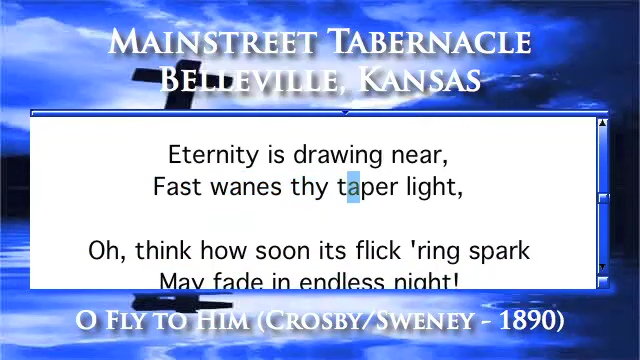 Mainstreet Tabernacle
Belleville, Kansas
Eternity is drawing near,
Fast wanes thy taper light,
Oh, think how soon its flick 'ring spark
May fade in endless night!
O Fly to Him (Crosby/Sweney - 1890)